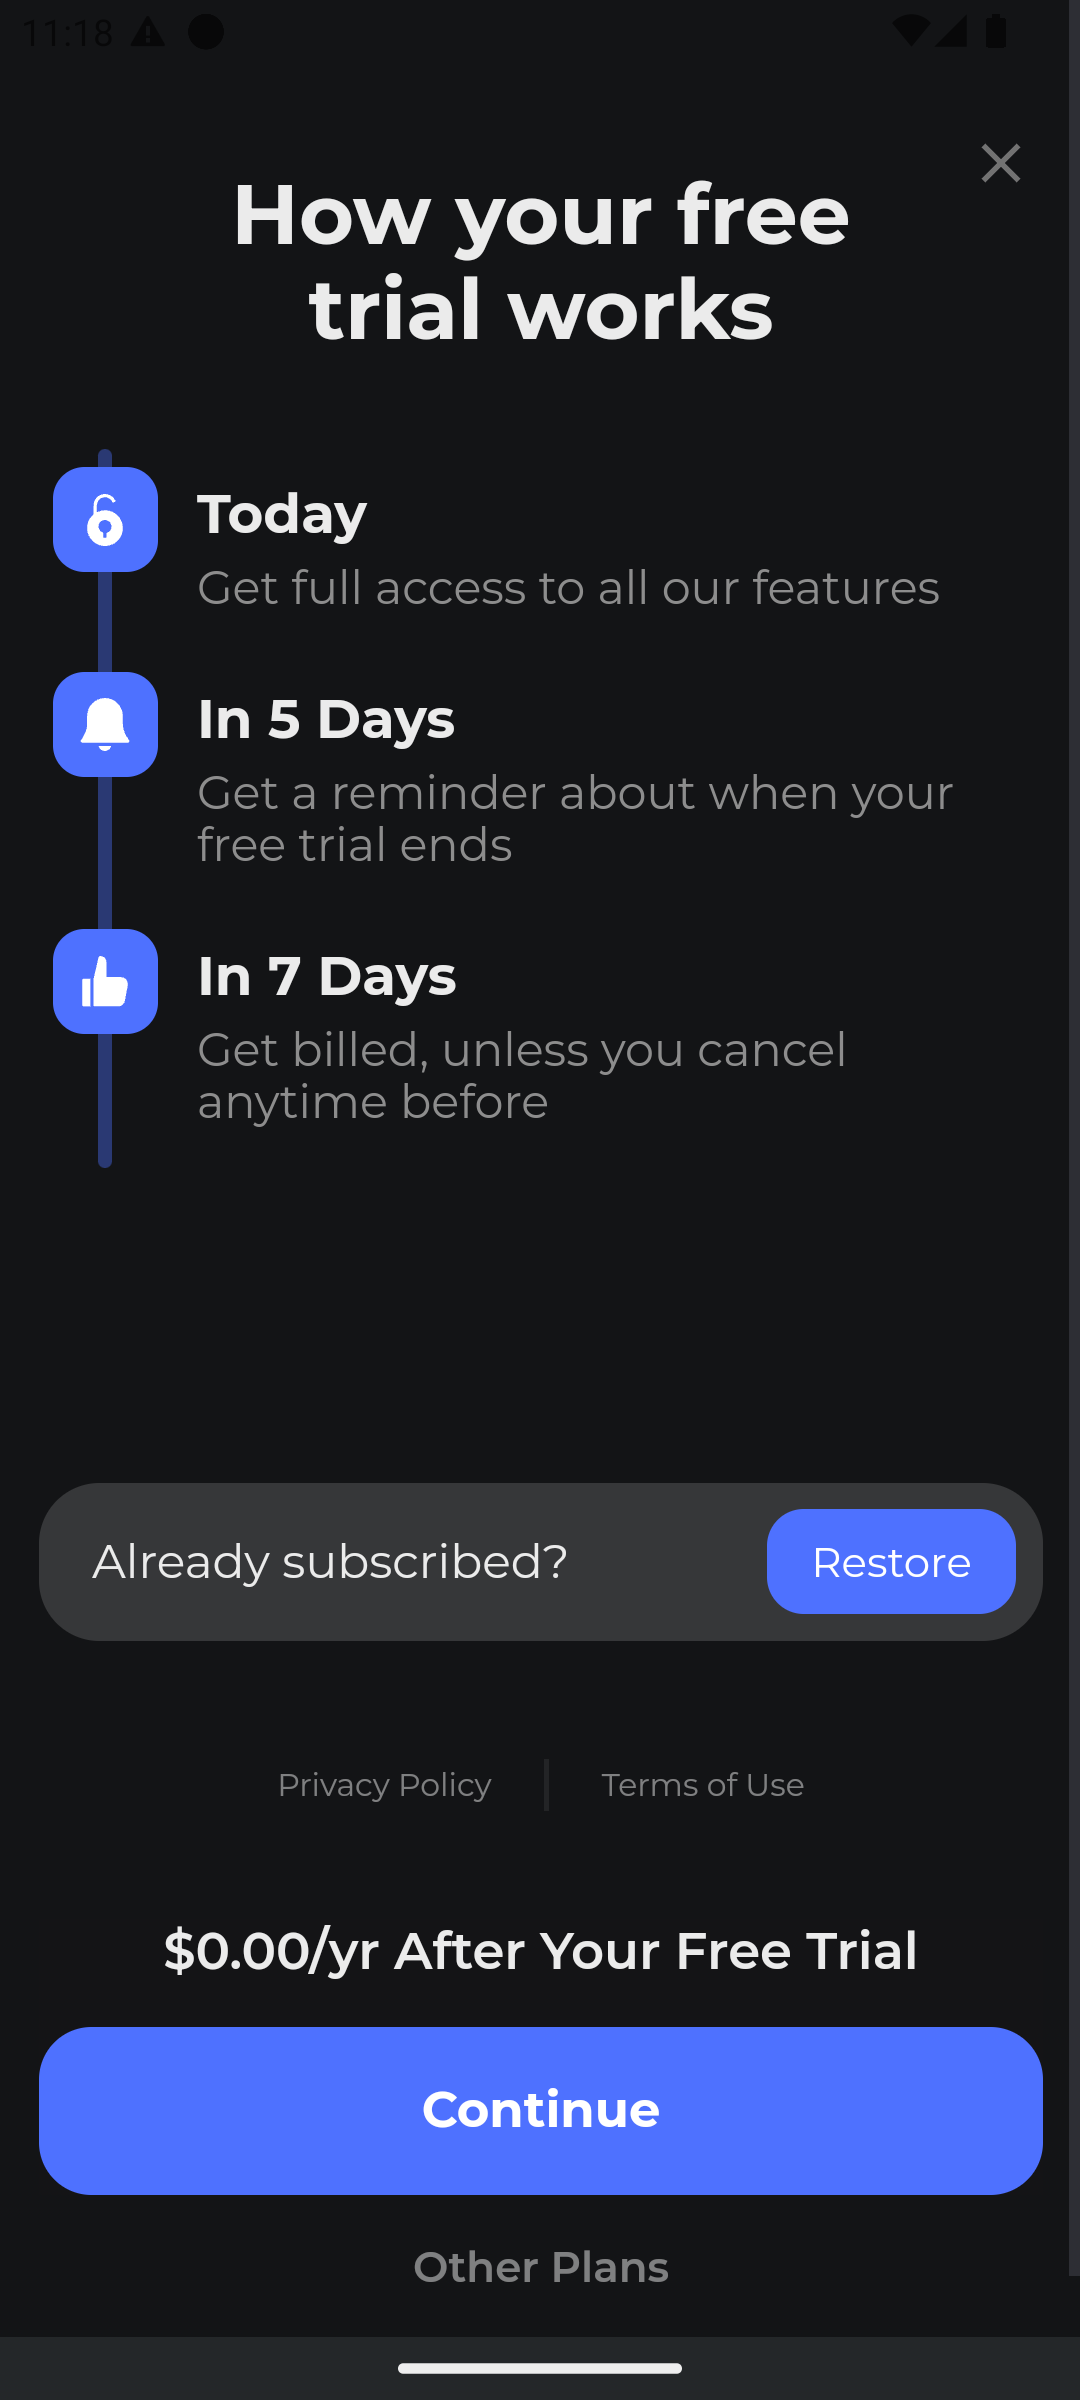 11:18
How your free
trial works
Today
Get full access to all our features
In 5 Days
Get a reminder about when your
free trial ends
In 7 Days
Get billed, unless you cancel
anytime before
Already subscribed?
Restore
Privacy Policy
Terms of Use
$0.00/yr After Your Free Trial
Continue
Other Plans